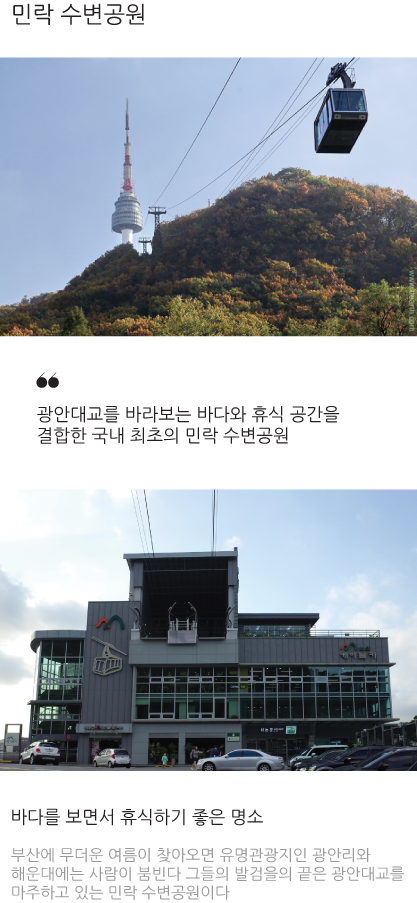 민락 수변공원
광안대교를 바라보는 바다와 휴식 공간을
결합한 국내 최초의 민락 수변공원
바다를 보면서 휴식하기 좋은 명소
부산에 무더운 여름이 찾아오면 유명관광지인 광안리와
해운대에는 사람이 붐빈다 그들의 발검을의 끝은 광안대교를
마주하고 있는 민락 수변공원이다